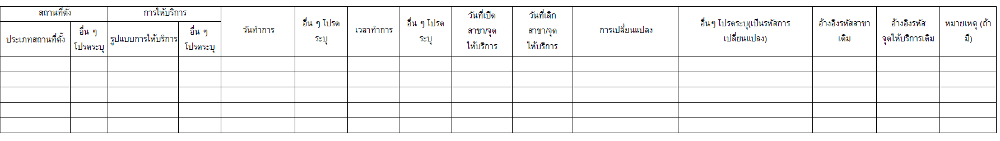 สถานที่ตั้ง
การให้บริการ
ประเภทสถานที่ตั้ง
อื่น ๆ
โปรดระบุ
รูปแบบการให้บริการ
อื่น ๆ
โปรดระบุ
วันทำการ
อื่น ๆ โปรด
ระบุ
เวลาทำการ
อื่น ๆ โปรด
ระบุ
วันที่เปิด
สาขา/จุด
ให้บริการ
วันที่เลิก
สาขา/จุด
ให้บริการ
การเปลี่ยนแปลง
อื่นๆ โปรดระบุ(เป็นรหัสการ
เปลี่ยนแปลง)
อ้างอิงรหัสสาขา
เดิม
อ้างอิงรหัส
จุดให้บริการเดิม
หมายเหตุ (ถ้า
มี)